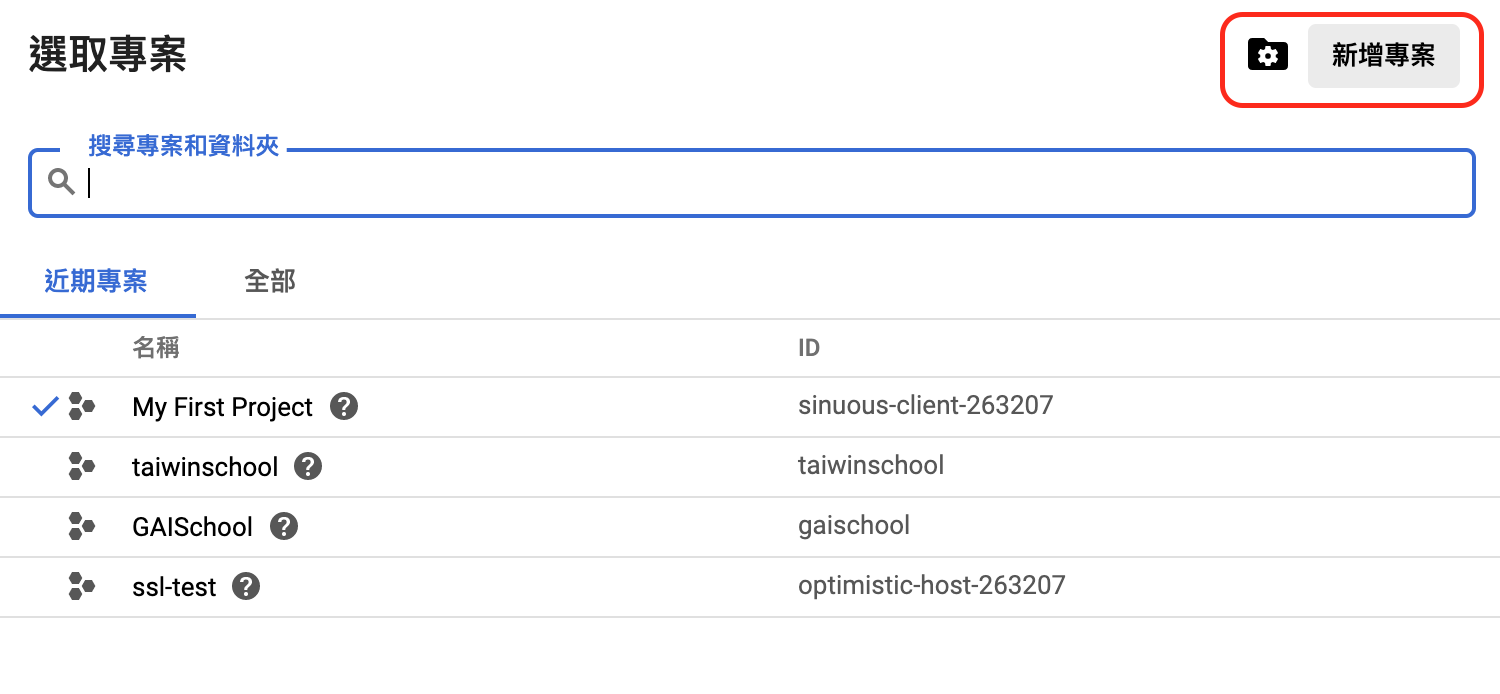 選取專案
新增專案
搜尋專案和資料夾
近期專案 全部
名稱 ID
My First Project sinuous-client-263207
taiwinschool taiwinschool
GAISchool gaischool
ssl-test optimistic-host-263207